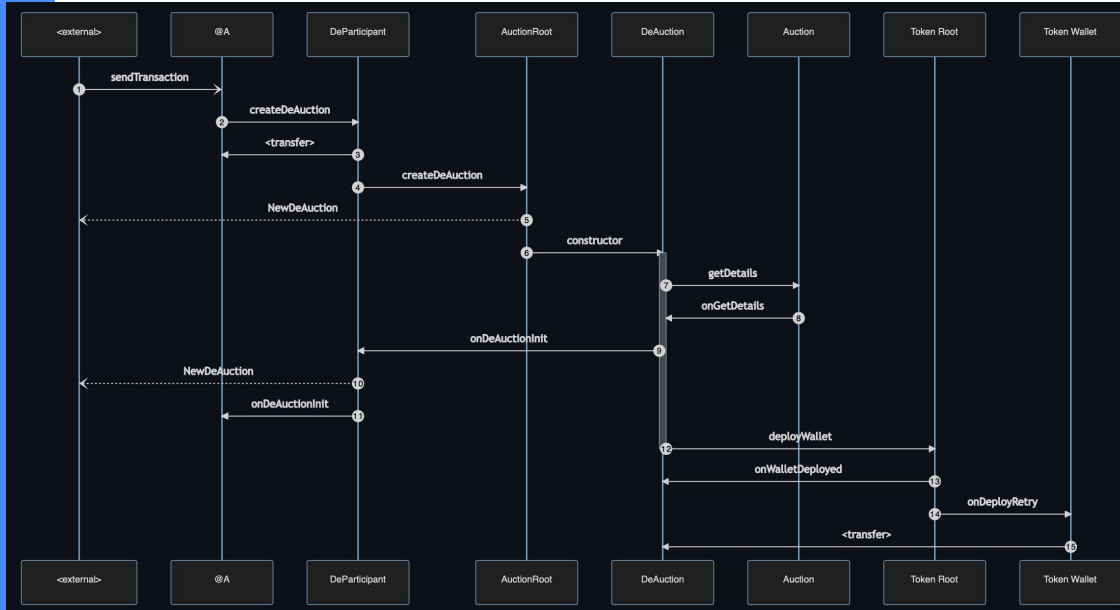 <external> @A DeParticipant AuctionRoot DeAuction Auction Token Root Token Wallet
sendTransaction
1
createDeAuction
2
<transfer>
3
createDeAuction
4
NewDeAuction
5
constructor
6
getDetails
7
onGetDetails
8
onDeAuctionInit
9
NewDeAuction
10
onDeAuctionInit
11
deployWallet
12
onWalletDeployed
13
onDeployRetry
14
<transfer>
15
<external> @A DeParticipant AuctionRoot DeAuction Auction Token Root Token Wallet